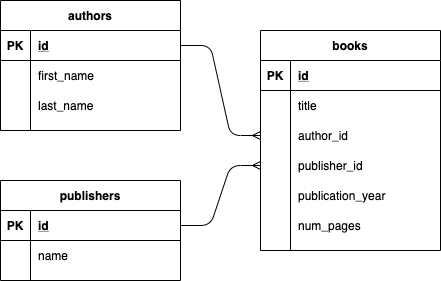 authors
PK id
first_name
last_name
books
PK id
title
author_id
publisher_id
publication_year
num_pages
publishers
PK id
name